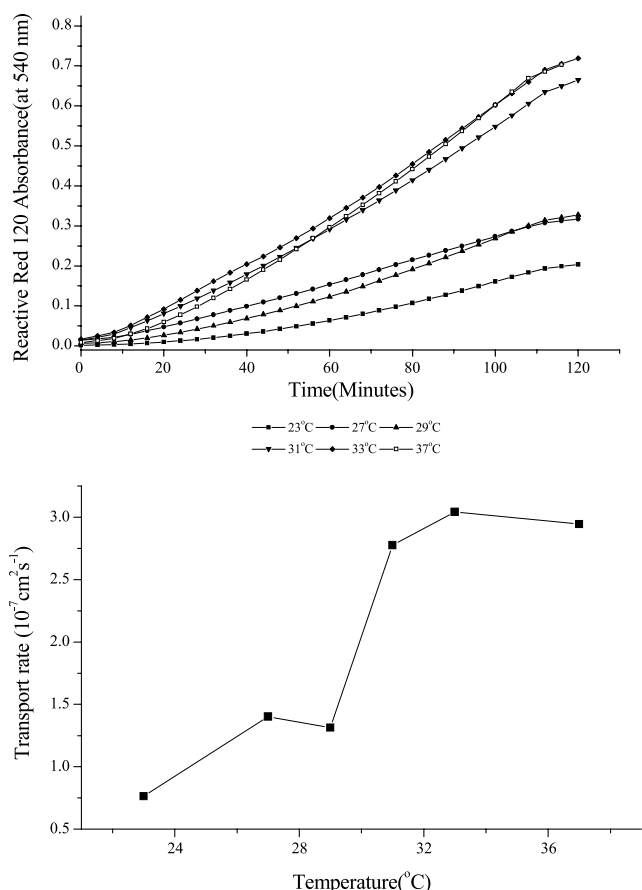 Reactive Red 120 Absorbance(at 540 nm)
0.8
0.7
0.6
0.5
0.4
0.3
0.2
0.1
0.0
0 20 40 60 80 100 120
Time(Minutes)
23°C 27°C 29°C
31°C 33°C 37°C
Transport rate (10⁻⁷cm²s⁻¹)
3.0
2.5
2.0
1.5
1.0
0.5
24 28 32 36
Temperature(°C)